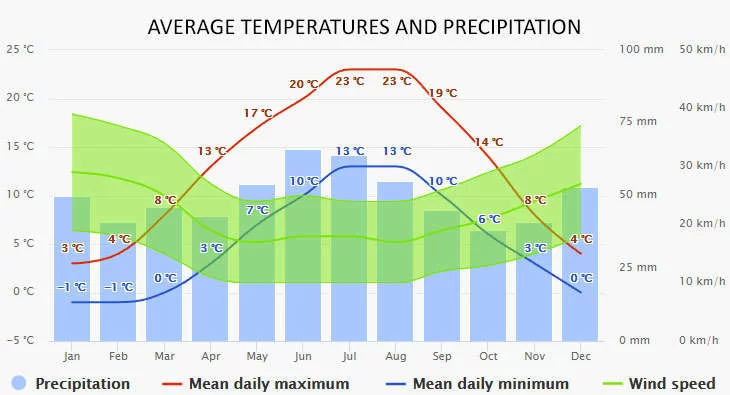 AVERAGE TEMPERATURES AND PRECIPITATION
25 °C 100 mm 50 km/h
20 °C 40 km/h
75 mm
15 °C 30 km/h
10 °C 50 mm
20 km/h
5 °C 25 mm
0 °C 10 km/h
−5 °C 0 mm 0 km/h
3 °C 4 °C 8 °C 13 °C 17 °C 20 °C 23 °C 23 °C 19 °C 14 °C 8 °C 4 °C
−1 °C −1 °C 0 °C 3 °C 7 °C 10 °C 13 °C 13 °C 10 °C 6 °C 3 °C 0 °C
Jan Feb Mar Apr May Jun Jul Aug Sep Oct Nov Dec
Precipitation Mean daily maximum Mean daily minimum Wind speed